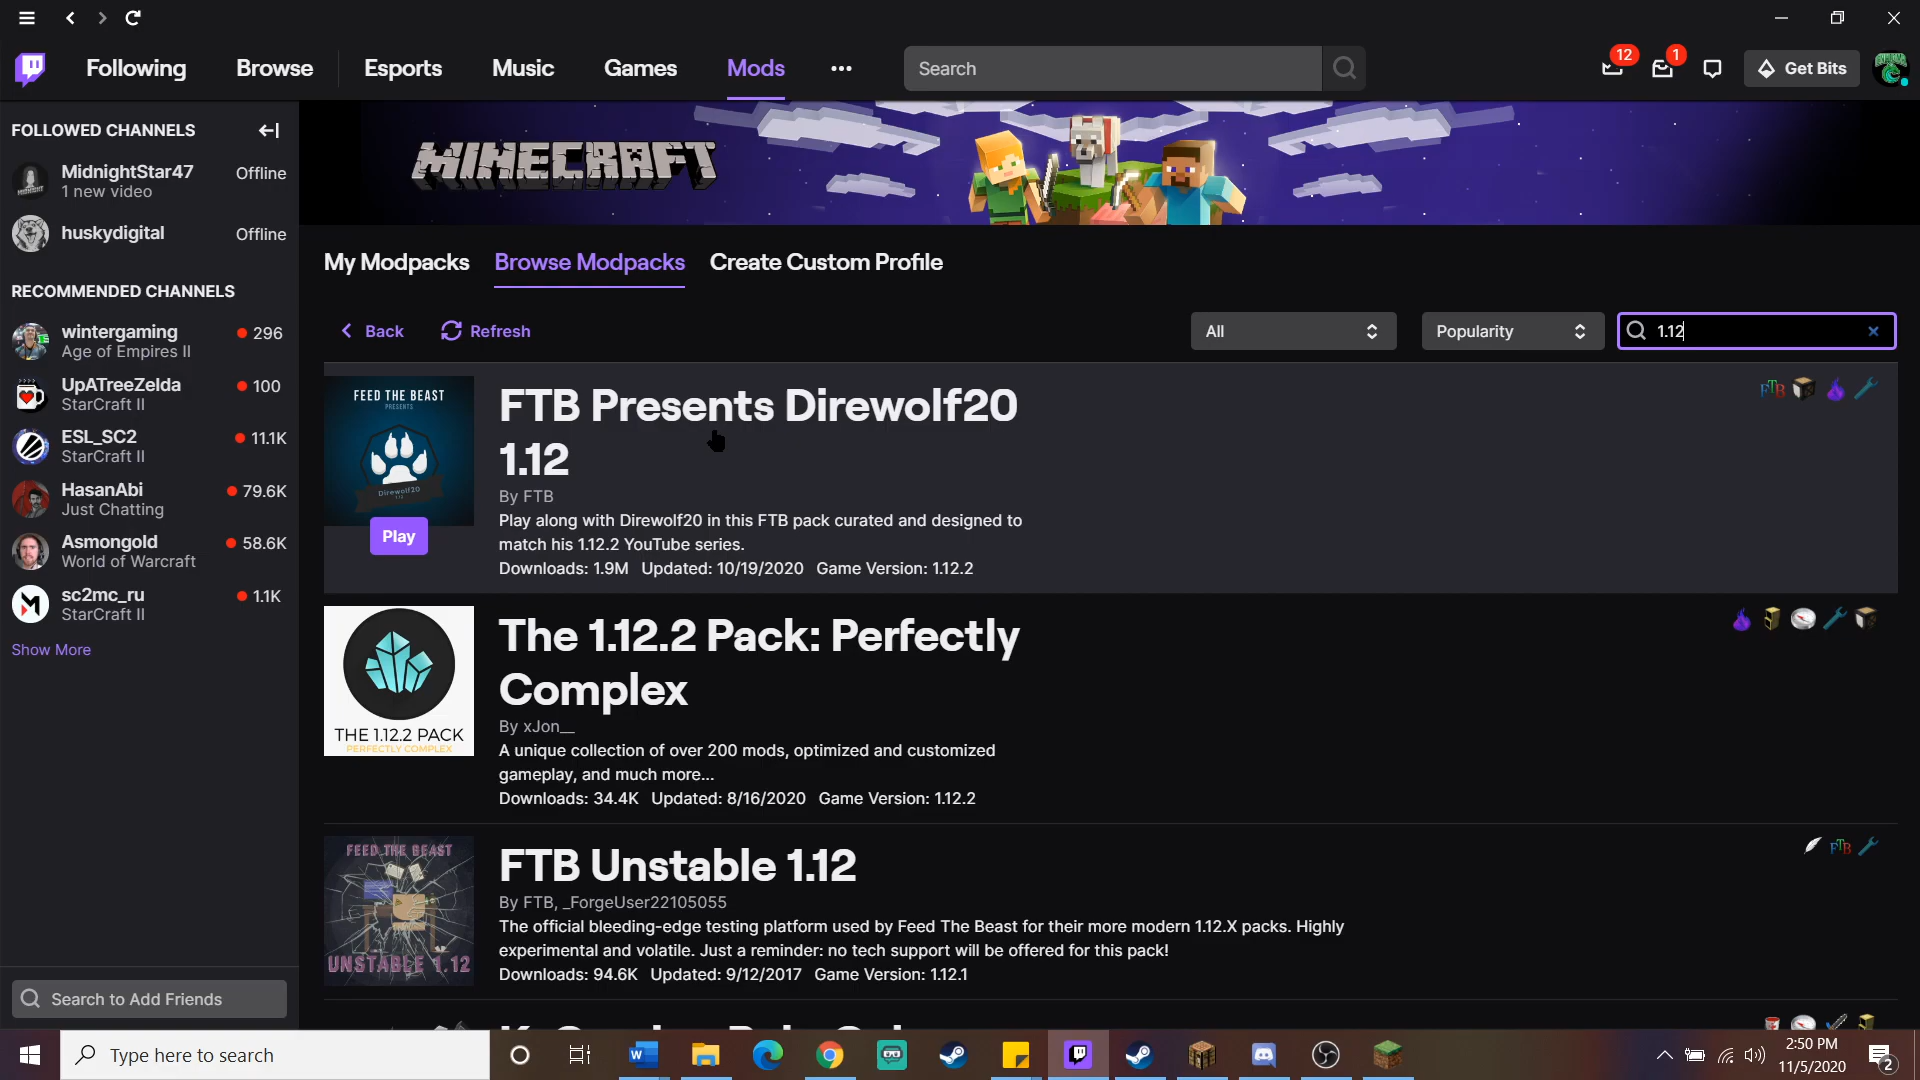 Following
Browse
Esports
Music
Games
Mods
Search
12
1
Get Bits
FOLLOWED CHANNELS
MidnightStar47
Offline
1 new video
huskydigital
Offline
RECOMMENDED CHANNELS
wintergaming
296
Age of Empires II
UpATreeZelda
100
StarCraft II
ESL_SC2
11.1K
StarCraft II
HasanAbi
79.6K
Just Chatting
Asmongold
58.6K
World of Warcraft
sc2mc_ru
1.1K
StarCraft II
Show More
Search to Add Friends
MINECRAFT
My Modpacks
Browse Modpacks
Create Custom Profile
Back
Refresh
All
Popularity
1.12
FEED THE BEAST
PRESENTS
Direwolf20
1.12
Play
FTB Presents Direwolf20
1.12
By FTB
Play along with Direwolf20 in this FTB pack curated and designed to
match his 1.12.2 YouTube series.
Downloads: 1.9M Updated: 10/19/2020 Game Version: 1.12.2
FTB
THE 1.12.2 PACK
PERFECTLY COMPLEX
The 1.12.2 Pack: Perfectly
Complex
By xJon__
A unique collection of over 200 mods, optimized and customized
gameplay, and much more...
Downloads: 34.4K Updated: 8/16/2020 Game Version: 1.12.2
FEED THE BEAST
UNSTABLE 1.12
FTB Unstable 1.12
By FTB, _ForgeUser22105055
The official bleeding-edge testing platform used by Feed The Beast for their more modern 1.12.X packs. Highly
experimental and volatile. Just a reminder: no tech support will be offered for this pack!
Downloads: 94.6K Updated: 9/12/2017 Game Version: 1.12.1
FTB
Type here to search
2:50 PM
11/5/2020
2